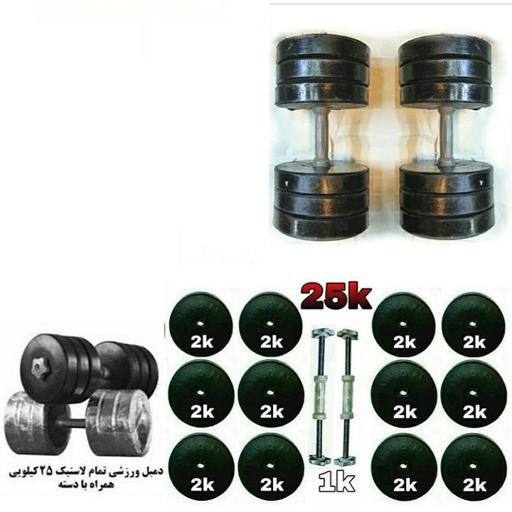 25k
2k 2k 2k 2k
2k 2k 2k 2k
2k 2k 1k 2k 2k
دمبل ورزشی تمام لاستیک ۲۵ کیلویی
همراه با دسته